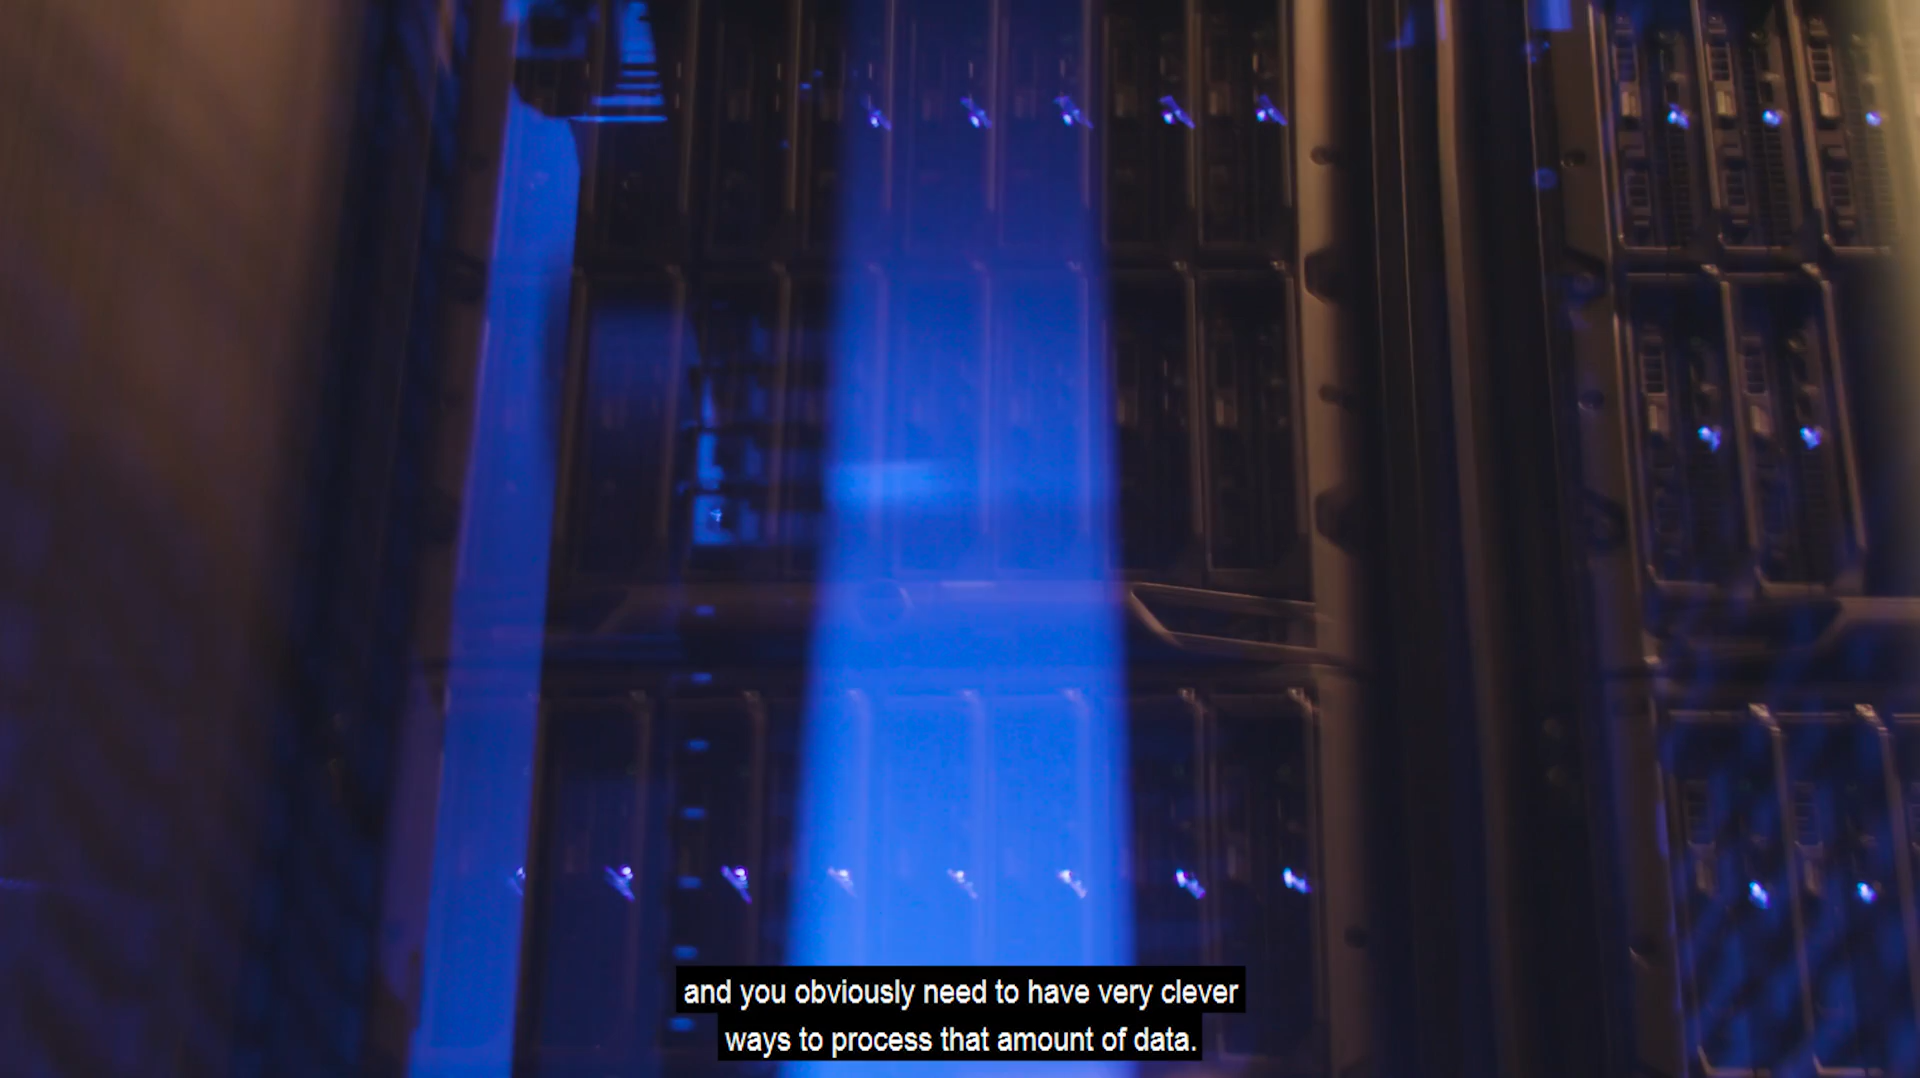 and you obviously need to have very clever
ways to process that amount of data.